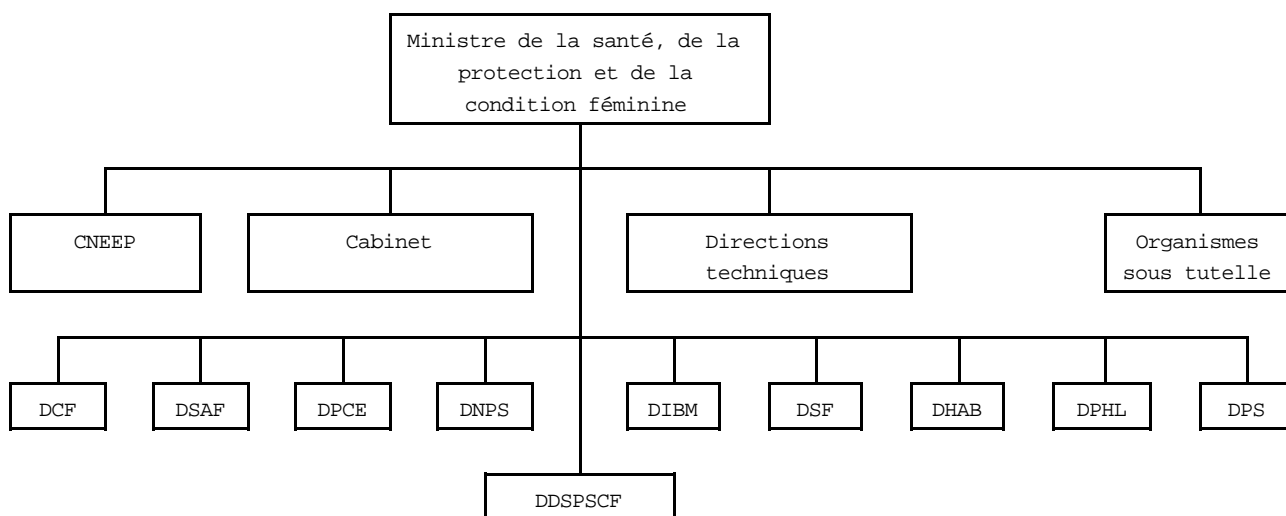 Ministre de la santé, de la
protection et de la
condition féminine
CNEEP
Cabinet
Directions
techniques
Organismes
sous tutelle
DCF
DSAF
DPCE
DNPS
DIBM
DSF
DHAB
DPHL
DPS
DDSPSCF